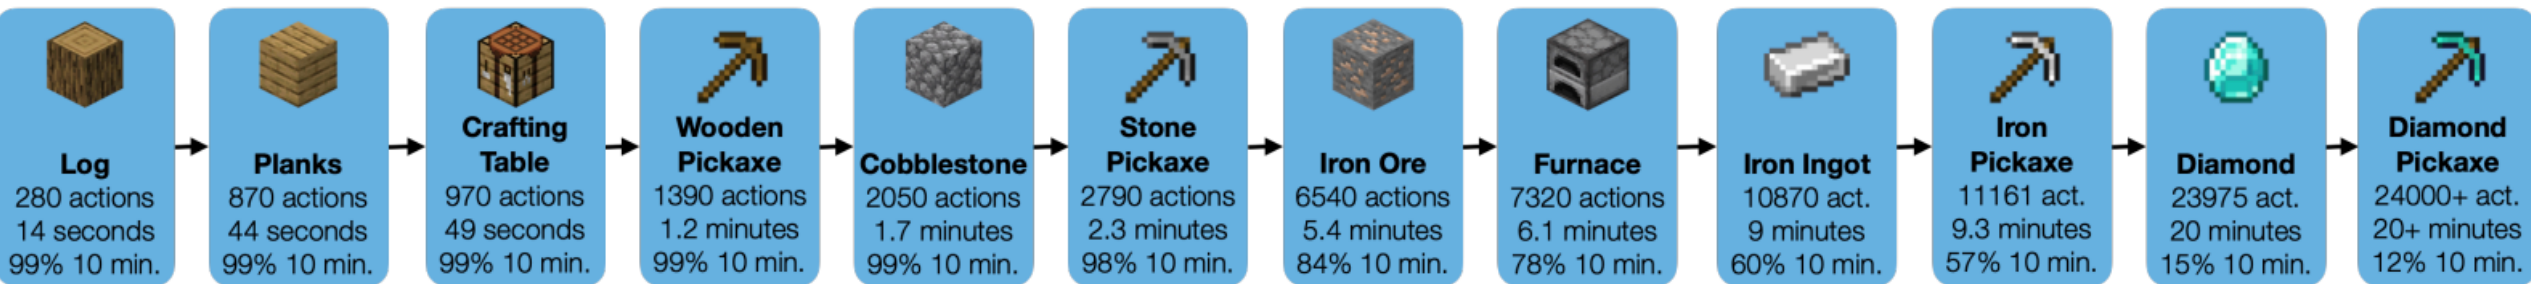 Log
280 actions
14 seconds
99% 10 min.
Planks
870 actions
44 seconds
99% 10 min.
Crafting
Table
970 actions
49 seconds
99% 10 min.
Wooden
Pickaxe
1390 actions
1.2 minutes
99% 10 min.
Cobblestone
2050 actions
1.7 minutes
99% 10 min.
Stone
Pickaxe
2790 actions
2.3 minutes
98% 10 min.
Iron Ore
6540 actions
5.4 minutes
84% 10 min.
Furnace
7320 actions
6.1 minutes
78% 10 min.
Iron Ingot
10870 act.
9 minutes
60% 10 min.
Iron
Pickaxe
11161 act.
9.3 minutes
57% 10 min.
Diamond
23975 act.
20 minutes
15% 10 min.
Diamond
Pickaxe
24000+ act.
20+ minutes
12% 10 min.